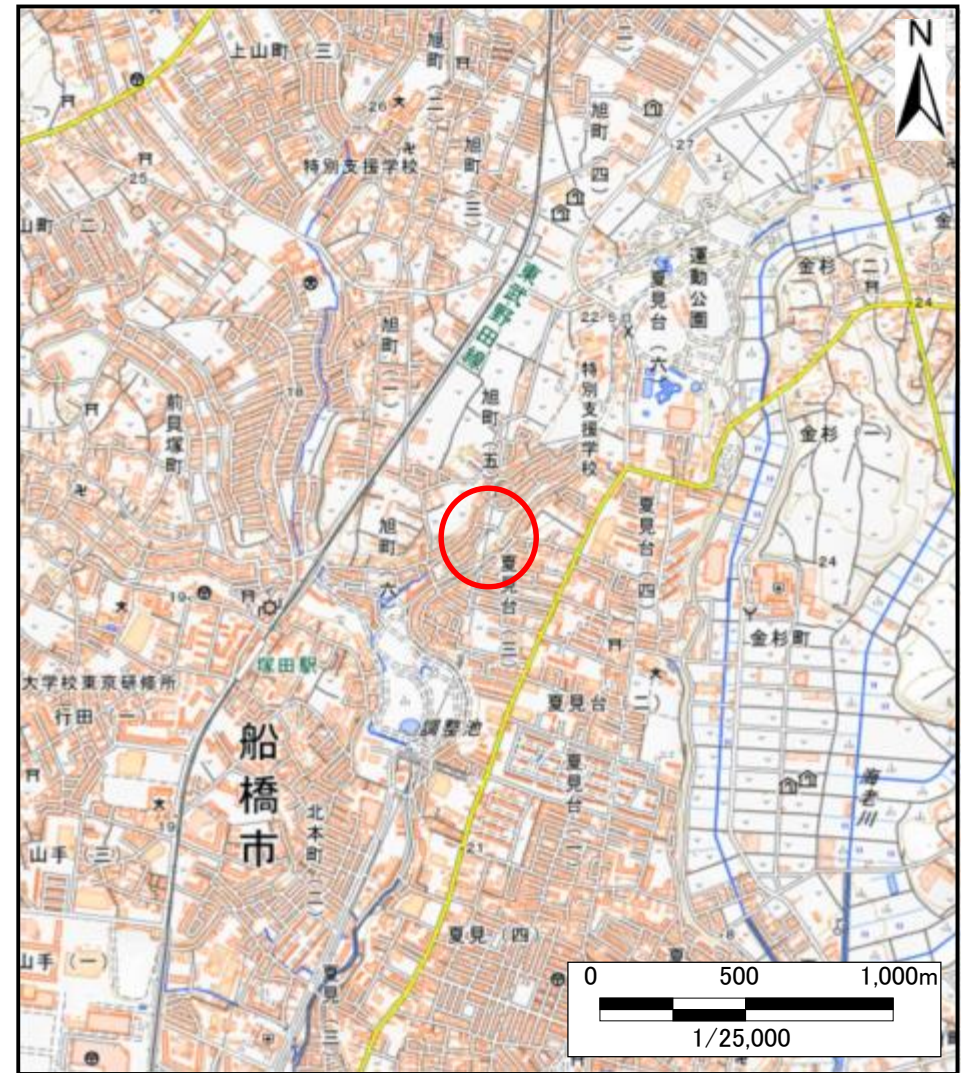 N
上山町(三)
旭町(二)
(二)
26
旭町(四)
27
特別支援学校
旭町(三)
25
山町(二)
東武野田線
運動公園
金杉(二)
夏見台(六)
24
旭町(一)
22.5
前貝塚町
18
旭町(五)
特別支援学校
金杉(一)
旭町(六)
夏見台(三)
夏見台(四)
24
19
塚田駅
金杉町
大学校東京研修所
行田(一)
夏見台(二)
船橋市
調整池
夏見台(一)
海老川
北本町(二)
19
山手(三)
21
夏見(四)
山手(一)
夏見(三)
8
0 500 1,000m
1/25,000